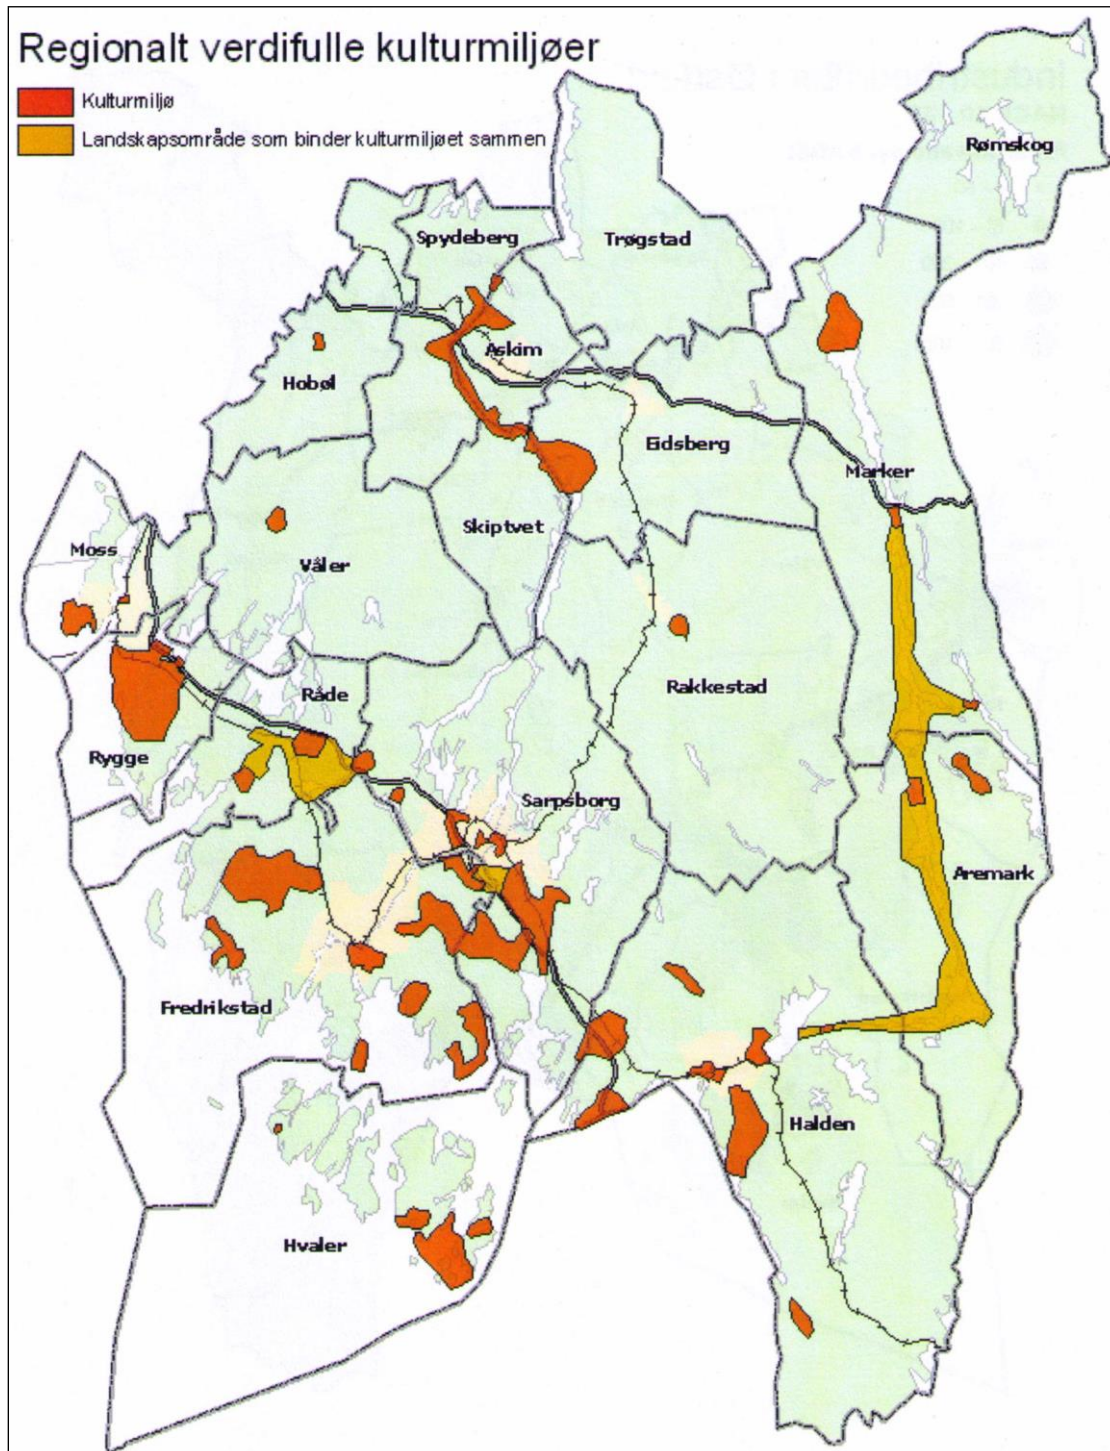 Regionalt verdifulle kulturmiljøer
Kulturmiljø
Landskapsområde som binder kulturmiljøet sammen
Rømskog
Spydeberg
Trøgstad
Askim
Hobøl
Eidsberg
Marker
Skiptvet
Moss
Våler
Råde
Rakkestad
Rygge
Sarpsborg
Aremark
Fredrikstad
Halden
Hvaler